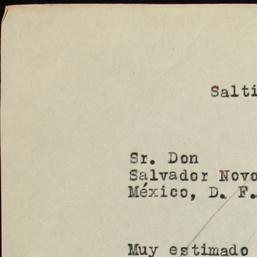 Salti
Sr. Don
Salvador Novo
México, D. F.
Muy estimado